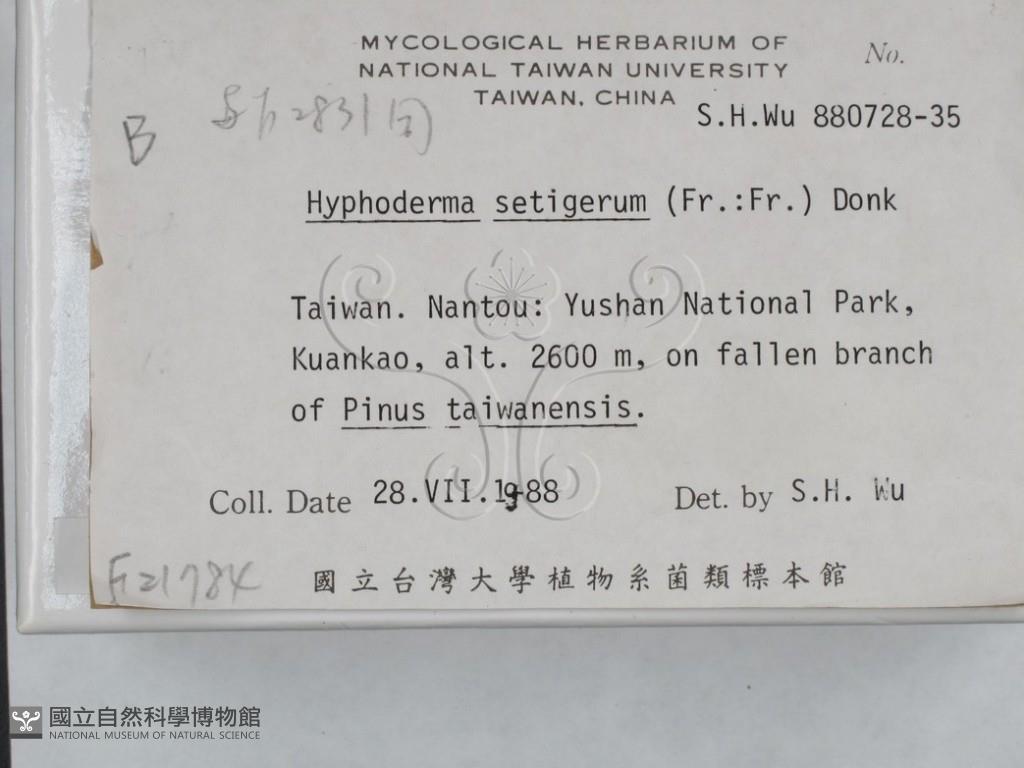 MYCOLOGICAL HERBARIUM OF
NATIONAL TAIWAN UNIVERSITY
TAIWAN, CHINA
No.
S.H.Wu 880728-35
B
Hyphoderma setigerum (Fr.:Fr.) Donk
Taiwan. Nantou: Yushan National Park,
Kuankao, alt. 2600 m, on fallen branch
of Pinus taiwanensis.
Coll. Date 28.VII.1988
Det. by S.H. Wu
F21784
國立台灣大學植物系菌類標本館
國立自然科學博物館
NATIONAL MUSEUM OF NATURAL SCIENCE